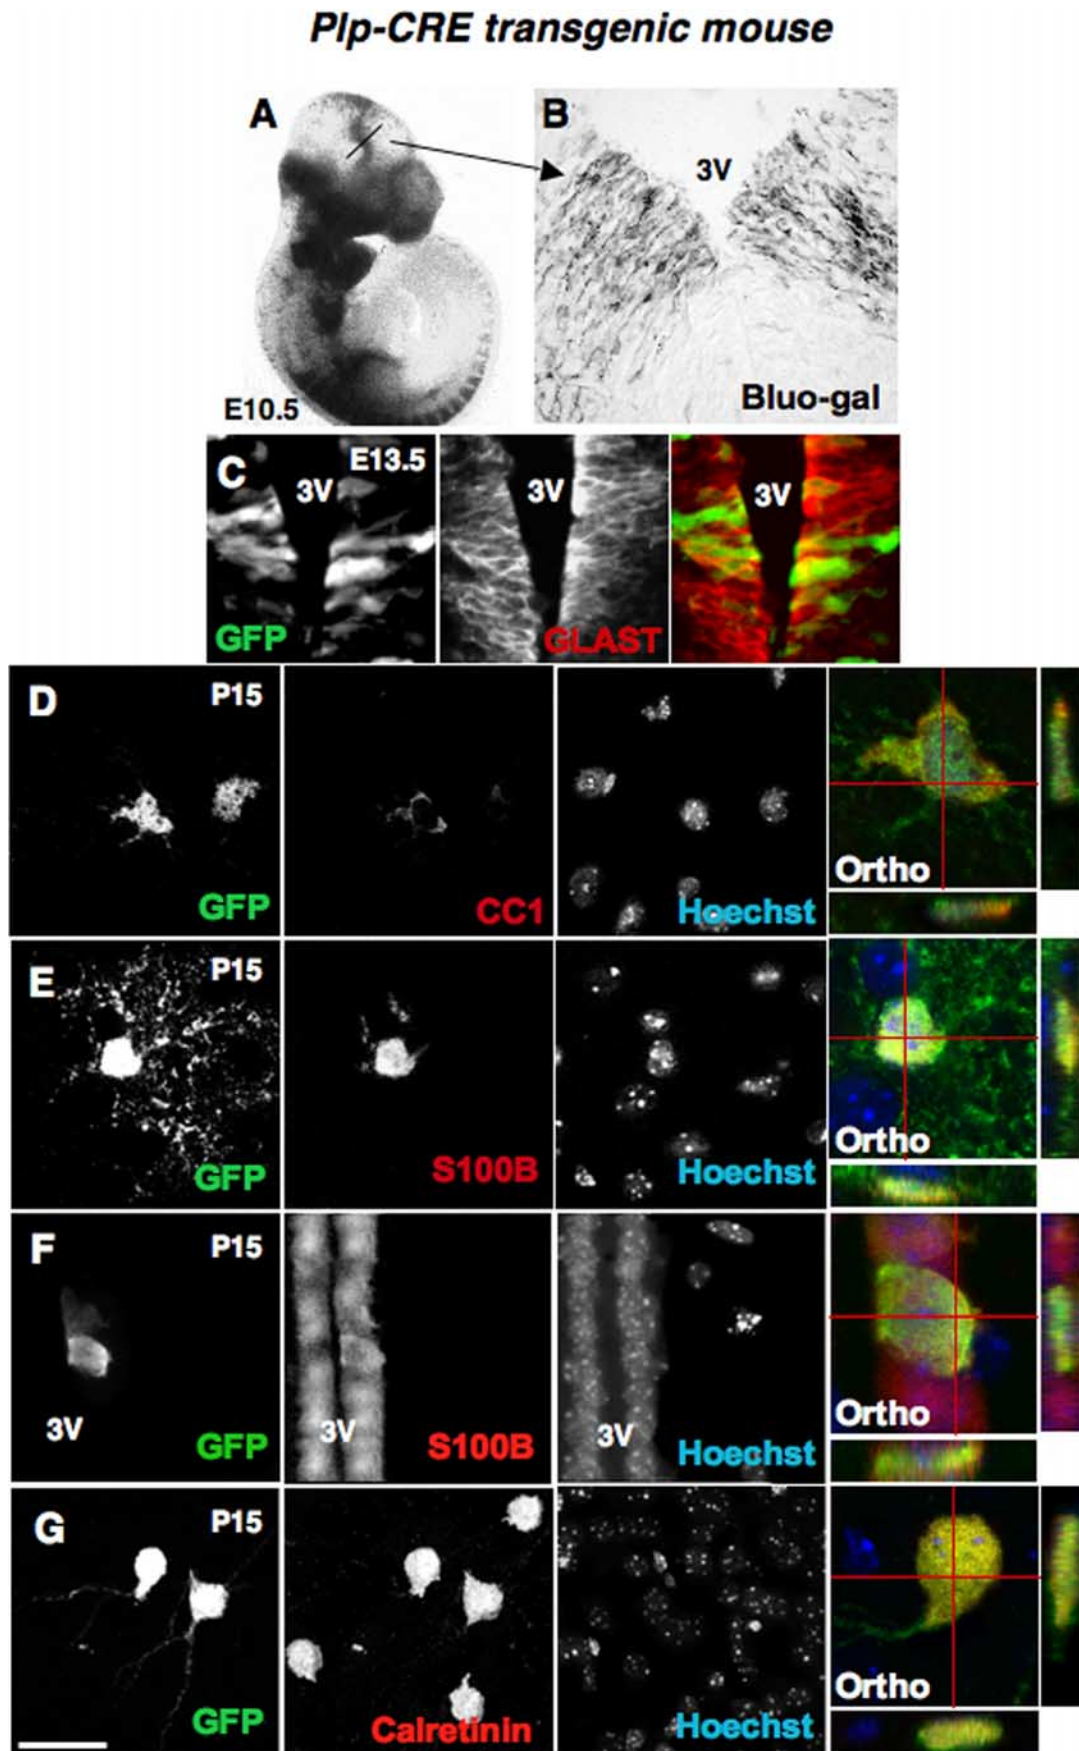 Plp-CRE transgenic mouse
A
E10.5
B
3V
Bluo-gal
C
E13.5
3V
GFP
3V
GLAST
3V
D
P15
GFP
CC1
Hoechst
Ortho
E
P15
GFP
S100B
Hoechst
Ortho
F
P15
3V
GFP
3V
S100B
3V
Hoechst
Ortho
G
P15
GFP
Calretinin
Hoechst
Ortho